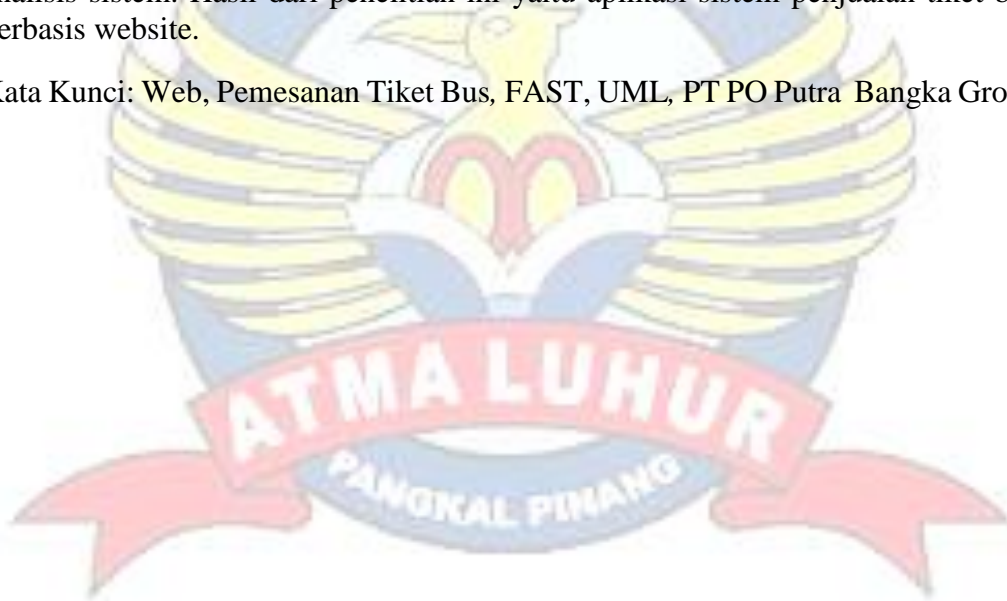 analisis sistem. Hasil dari penelitian ini yaitu aplikasi sistem penjualan tiket
berbasis website.
Kata Kunci: Web, Pemesanan Tiket Bus, FAST, UML, PT PO Putra Bangka Gro
ATMA LUHUR
PANGKAL PINANG